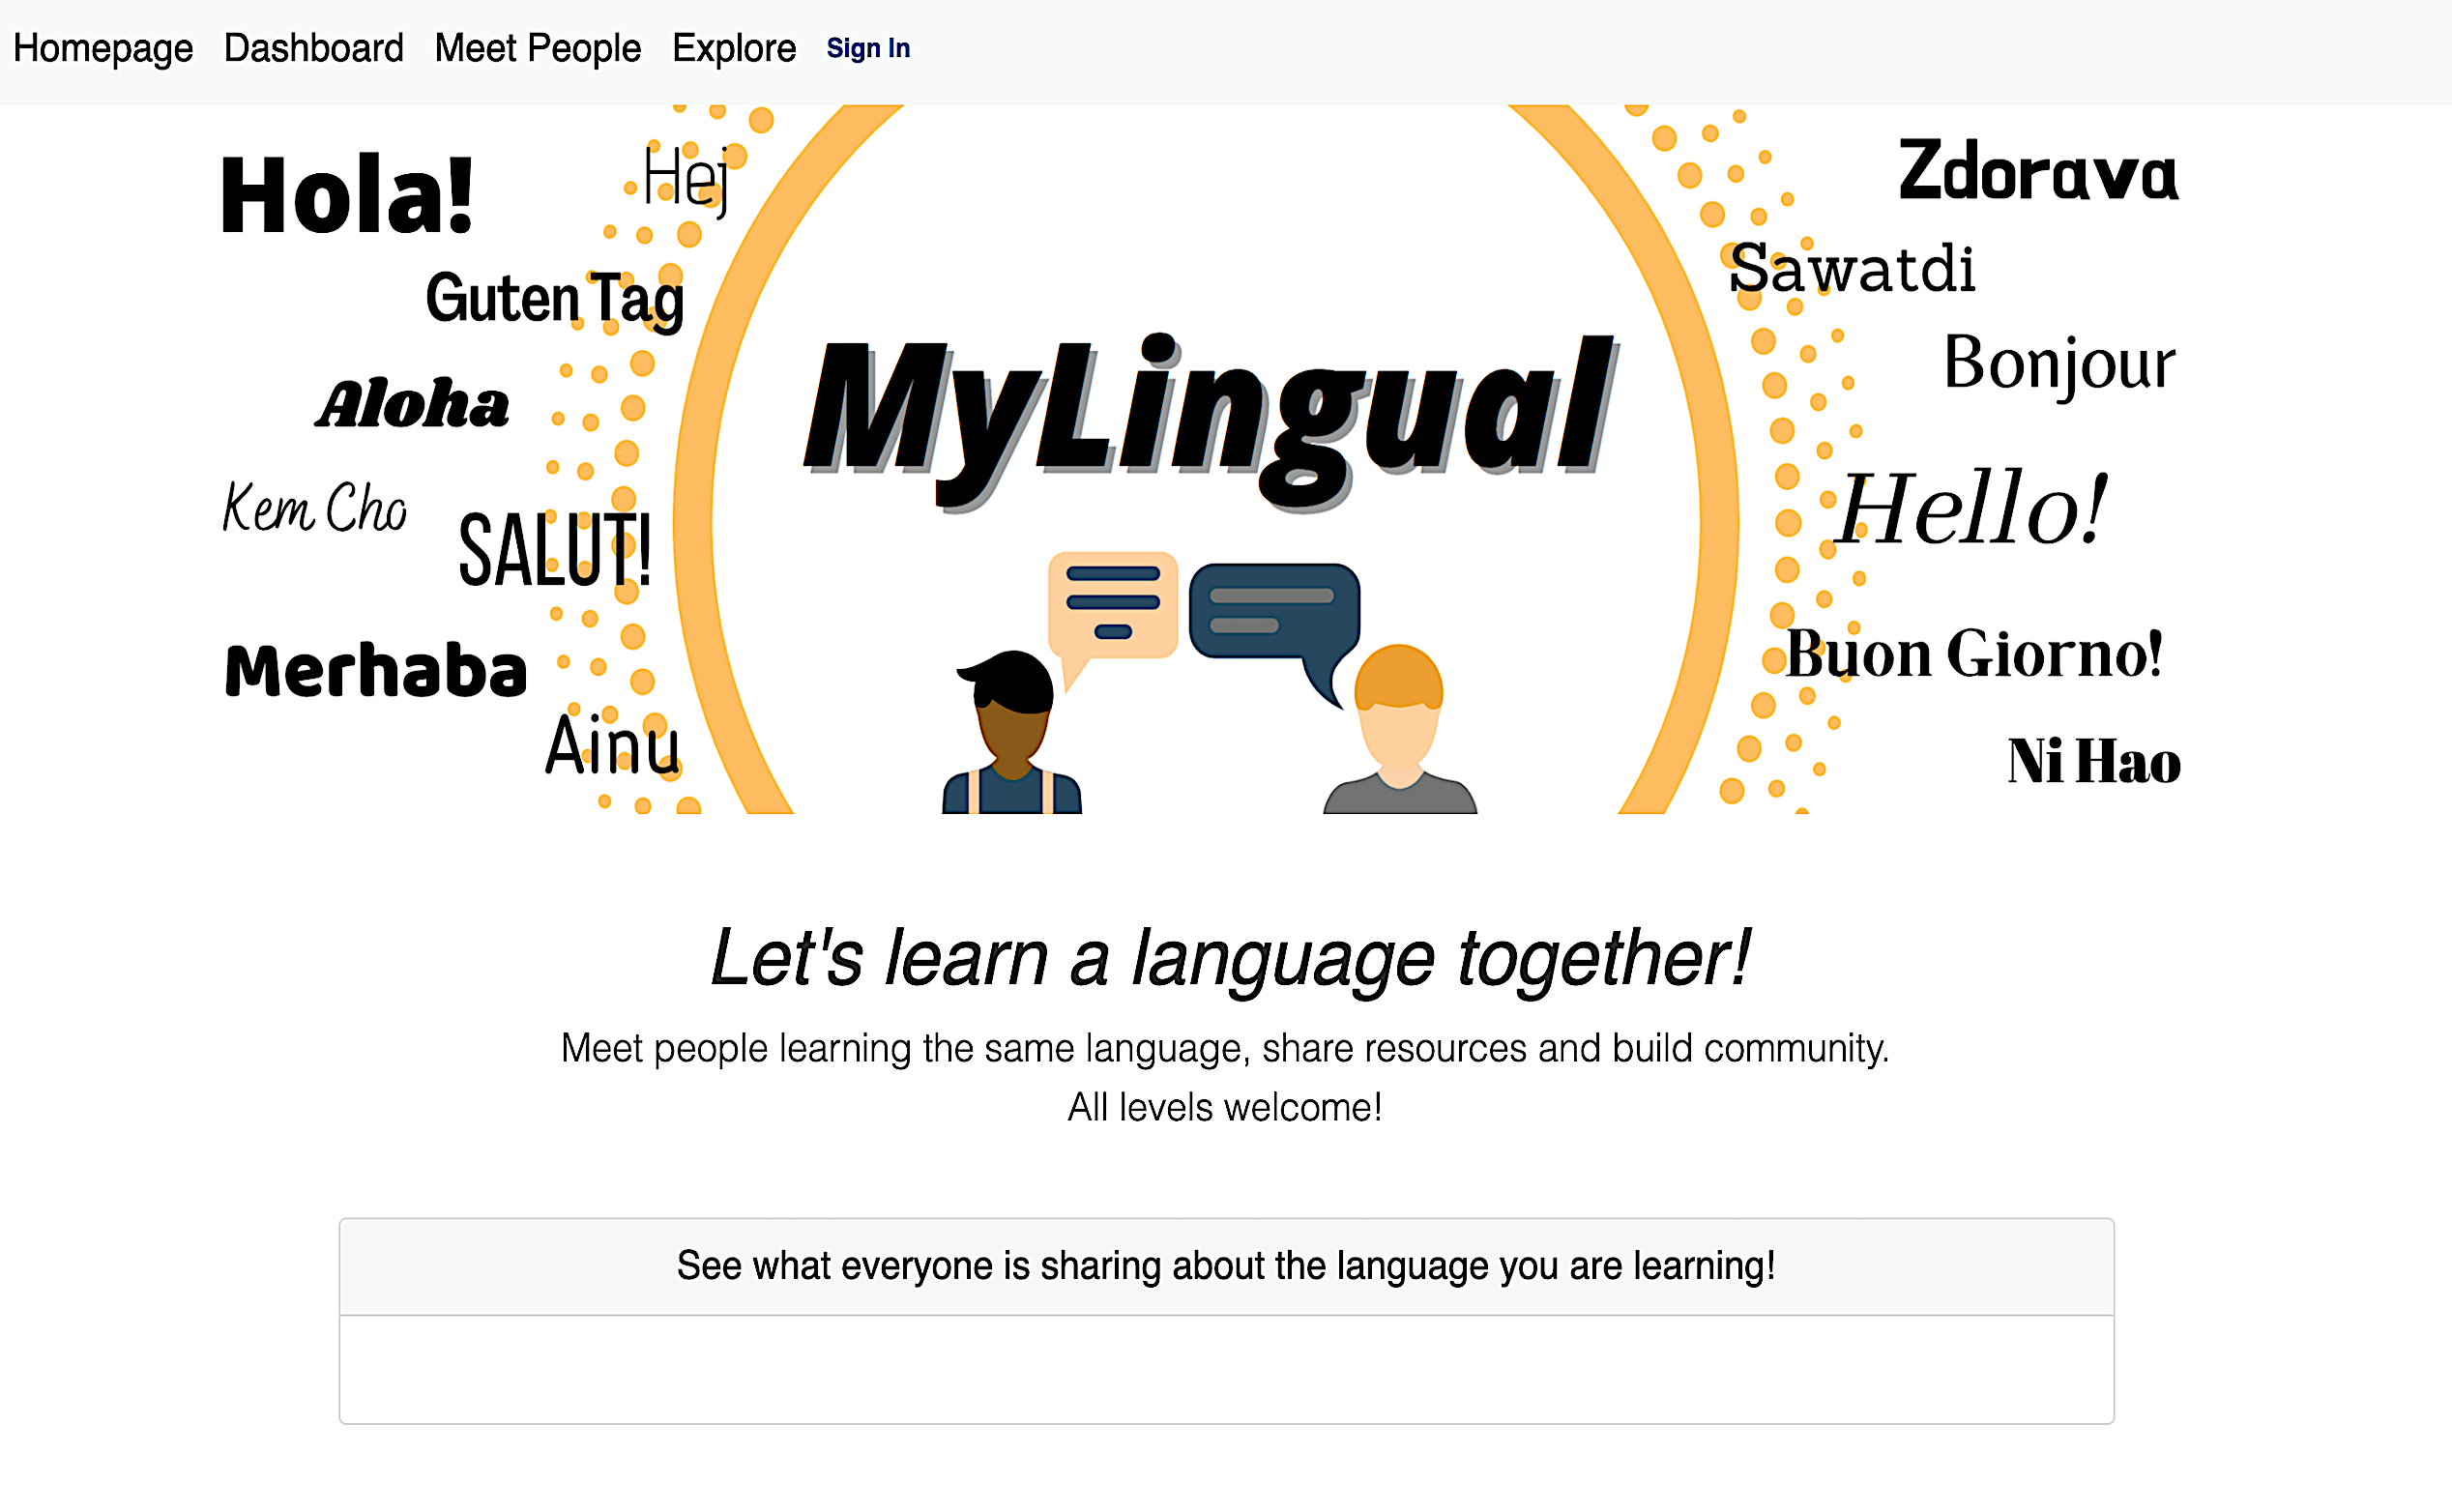 Homepage Dashboard Meet People Explore Sign In
Hola!
Hej
Guten Tag
Aloha
Kem Cho
SALUT!
Merhaba
Ainu
MyLingual
Zdorava
Sawatdi
Bonjour
Hello!
Buon Giorno!
Ni Hao
Let's learn a language together!
Meet people learning the same language, share resources and build community.
All levels welcome!
See what everyone is sharing about the language you are learning!